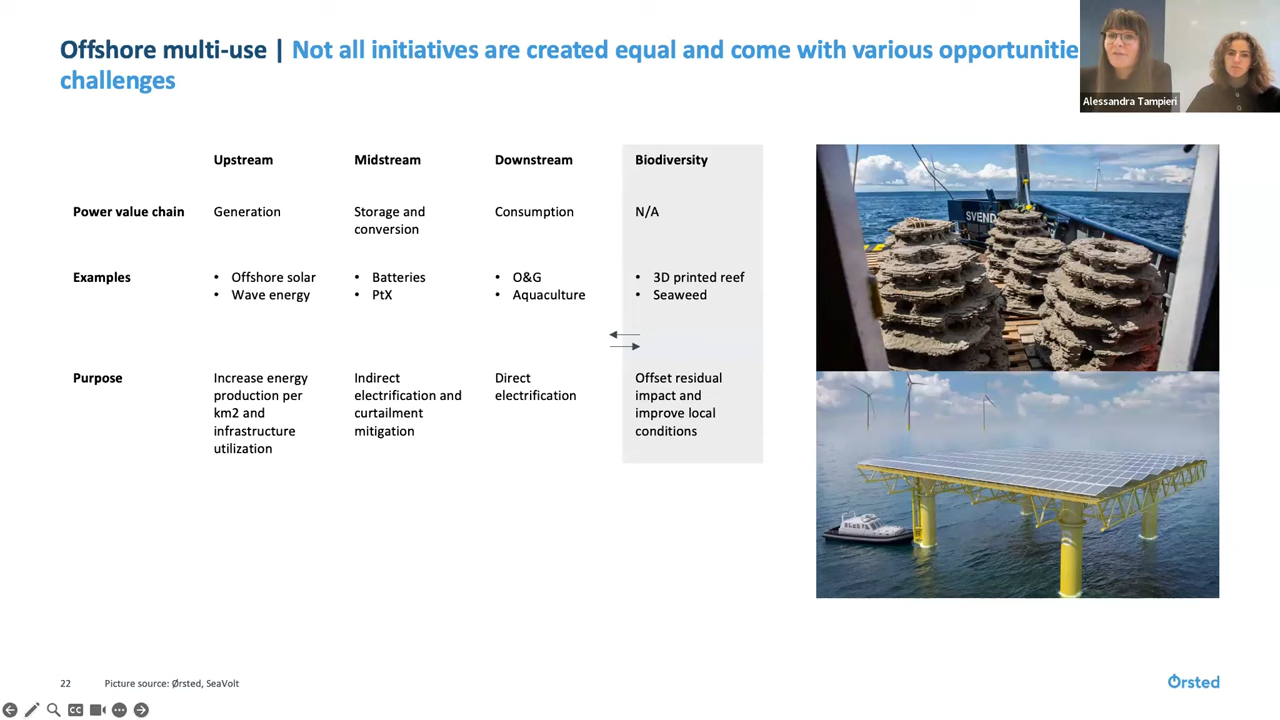 Offshore multi-use | Not all initiatives are created equal and come with various opportunitie
challenges
Alessandra Tampieri
Upstream Midstream Downstream Biodiversity
Power value chain Generation Storage and conversion Consumption N/A
Examples
• Offshore solar
• Wave energy
• Batteries
• PtX
• O&G
• Aquaculture
• 3D printed reef
• Seaweed
Purpose
Increase energy
production per
km2 and
infrastructure
utilization
Indirect
electrification and
curtailment
mitigation
Direct
electrification
Offset residual
impact and
improve local
conditions
SVEND
22 Picture source: Ørsted, SeaVolt
Ørsted
CC